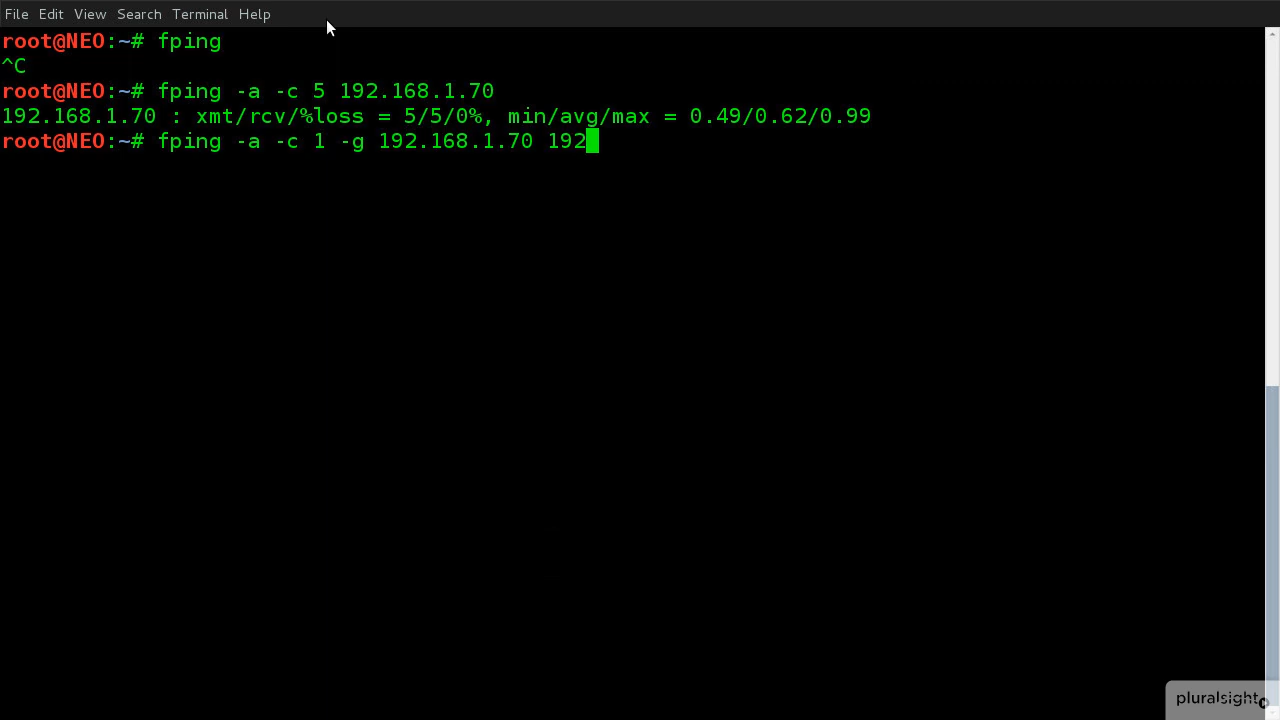 File Edit View Search Terminal Help
root@NEO:~# fping
^C
root@NEO:~# fping -a -c 5 192.168.1.70
192.168.1.70 : xmt/rcv/%loss = 5/5/0%, min/avg/max = 0.49/0.62/0.99
root@NEO:~# fping -a -c 1 -g 192.168.1.70 192
pluralsight